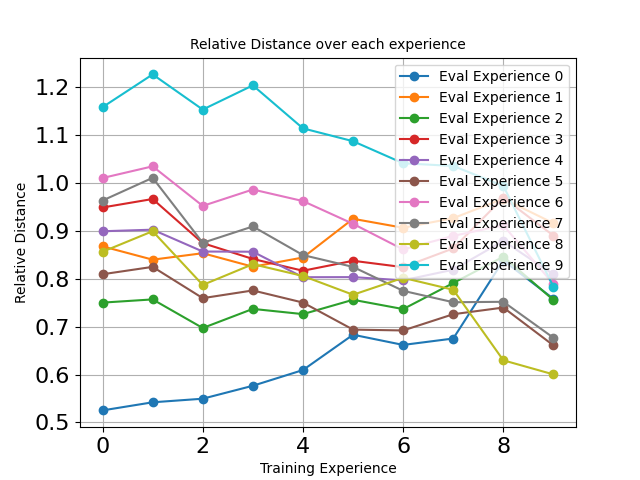 Relative Distance over each experience
1.2
1.1
1.0
0.9
0.8
0.7
0.6
0.5
Relative Distance
Eval Experience 0
Eval Experience 1
Eval Experience 2
Eval Experience 3
Eval Experience 4
Eval Experience 5
Eval Experience 6
Eval Experience 7
Eval Experience 8
Eval Experience 9
0 2 4 6 8
Training Experience